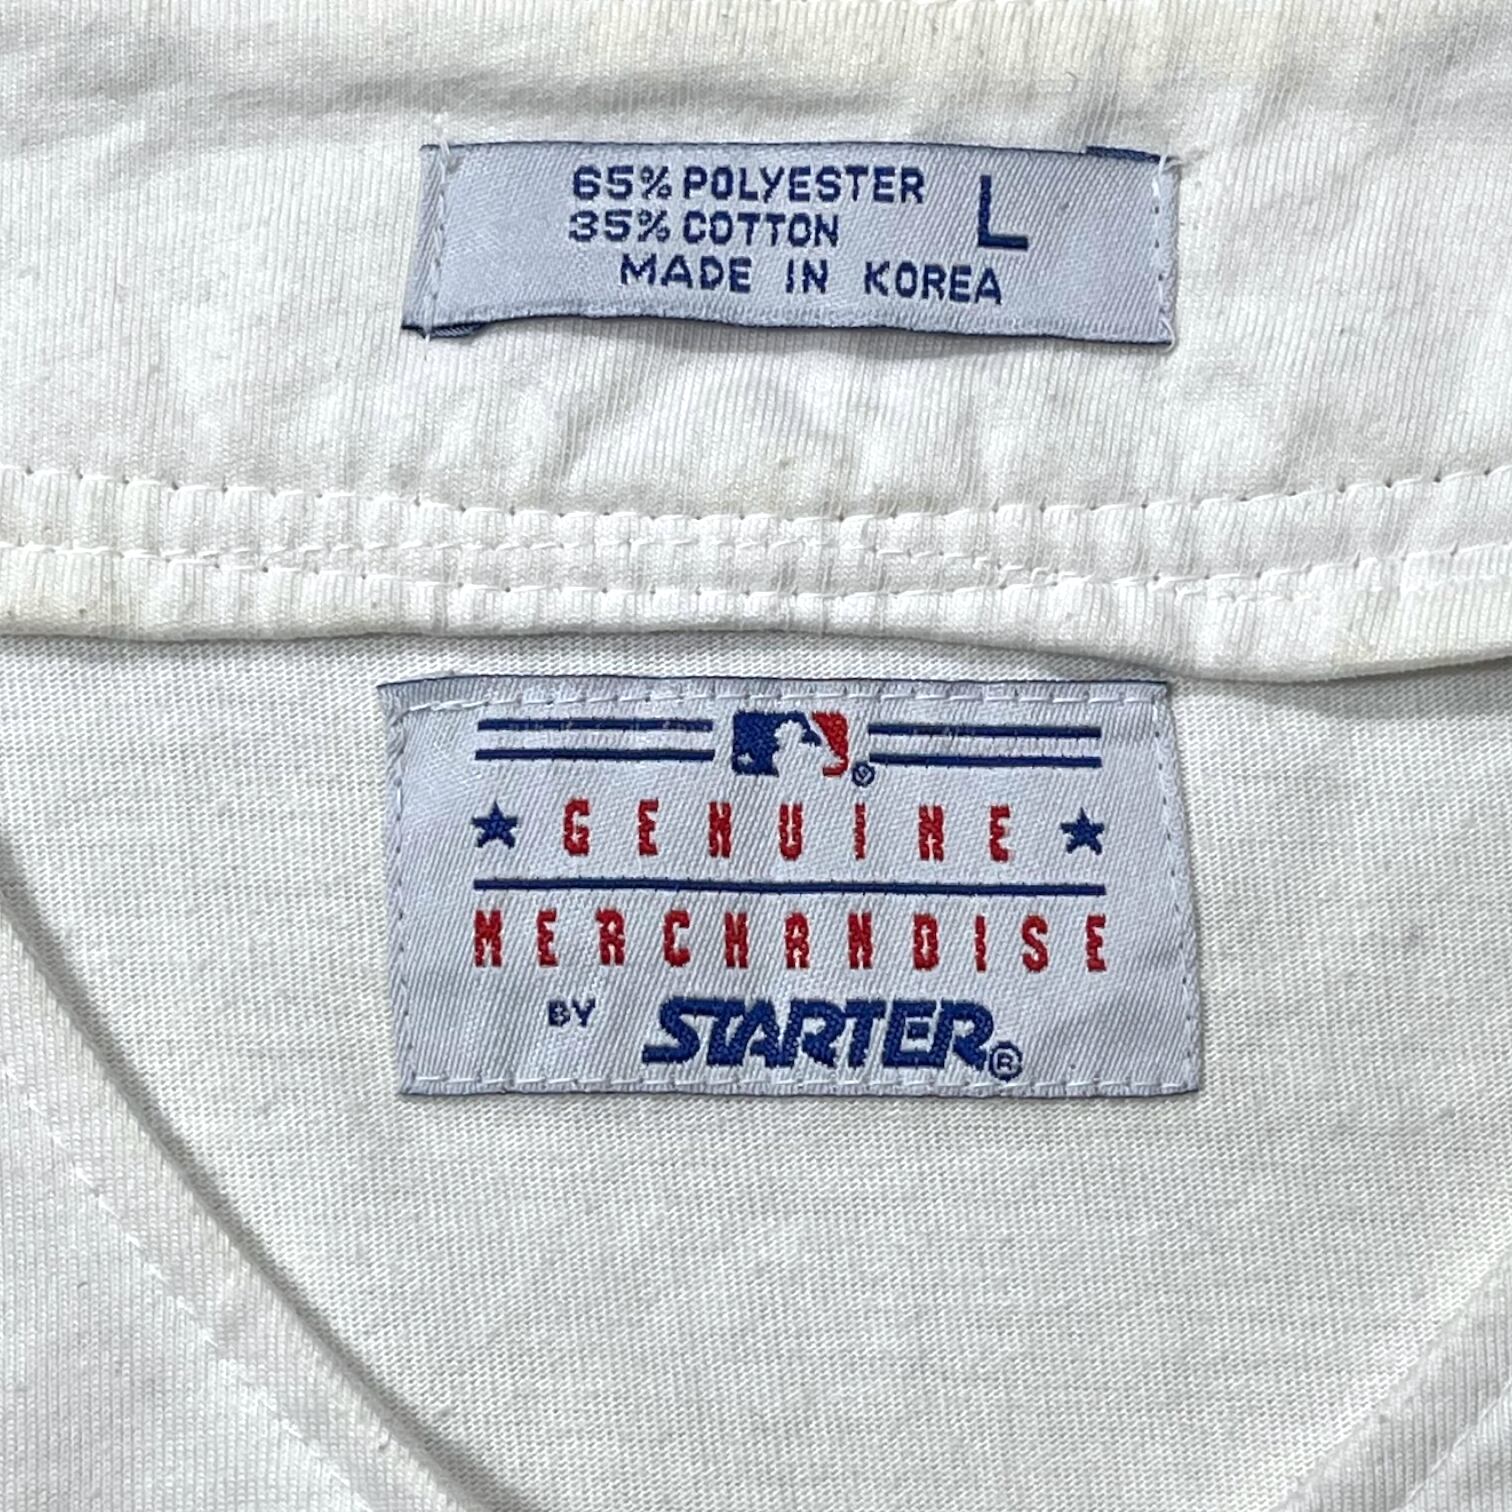 65% POLYESTER L
35% COTTON
MADE IN KOREA
®
GENUINE
MERCHANDISE
BY STARTER®